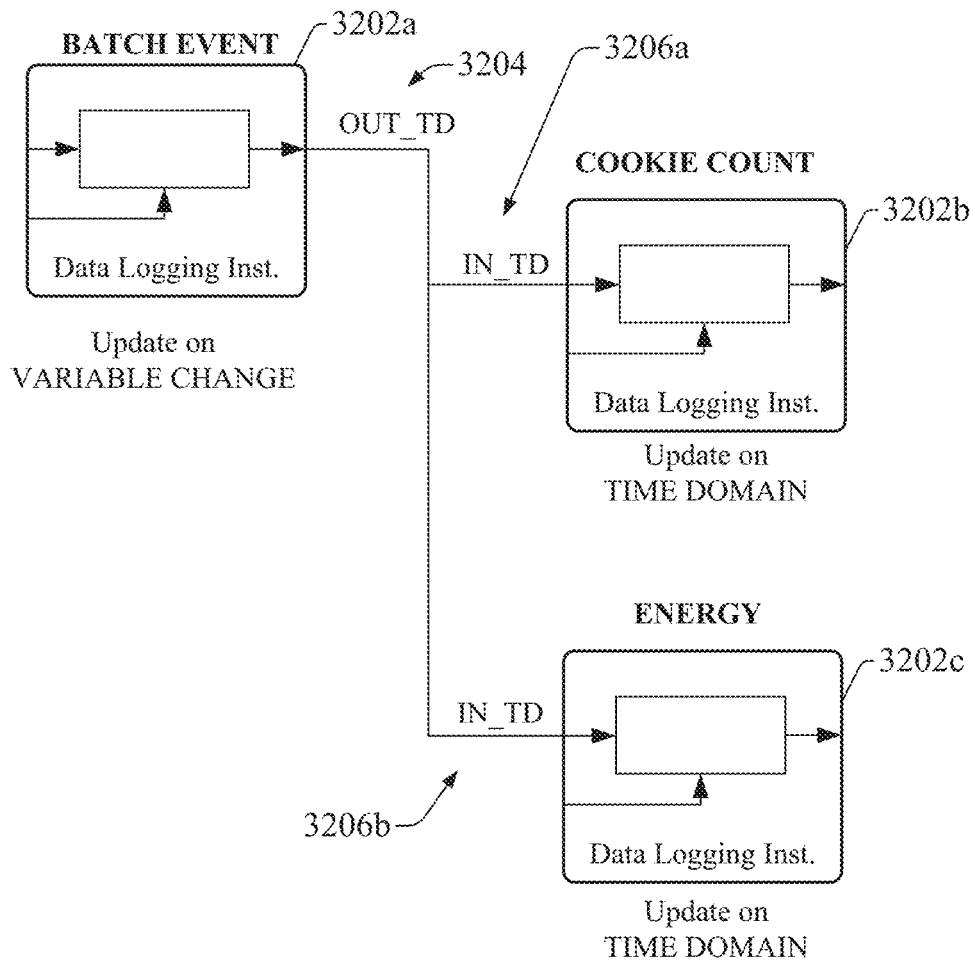 3202a
BATCH EVENT
3204
3206a
OUT_TD
COOKIE COUNT
3202b
IN_TD
Data Logging Inst.
Update on
VARIABLE CHANGE
Data Logging Inst.
Update on
TIME DOMAIN
ENERGY
3202c
IN_TD
3206b
Data Logging Inst.
Update on
TIME DOMAIN